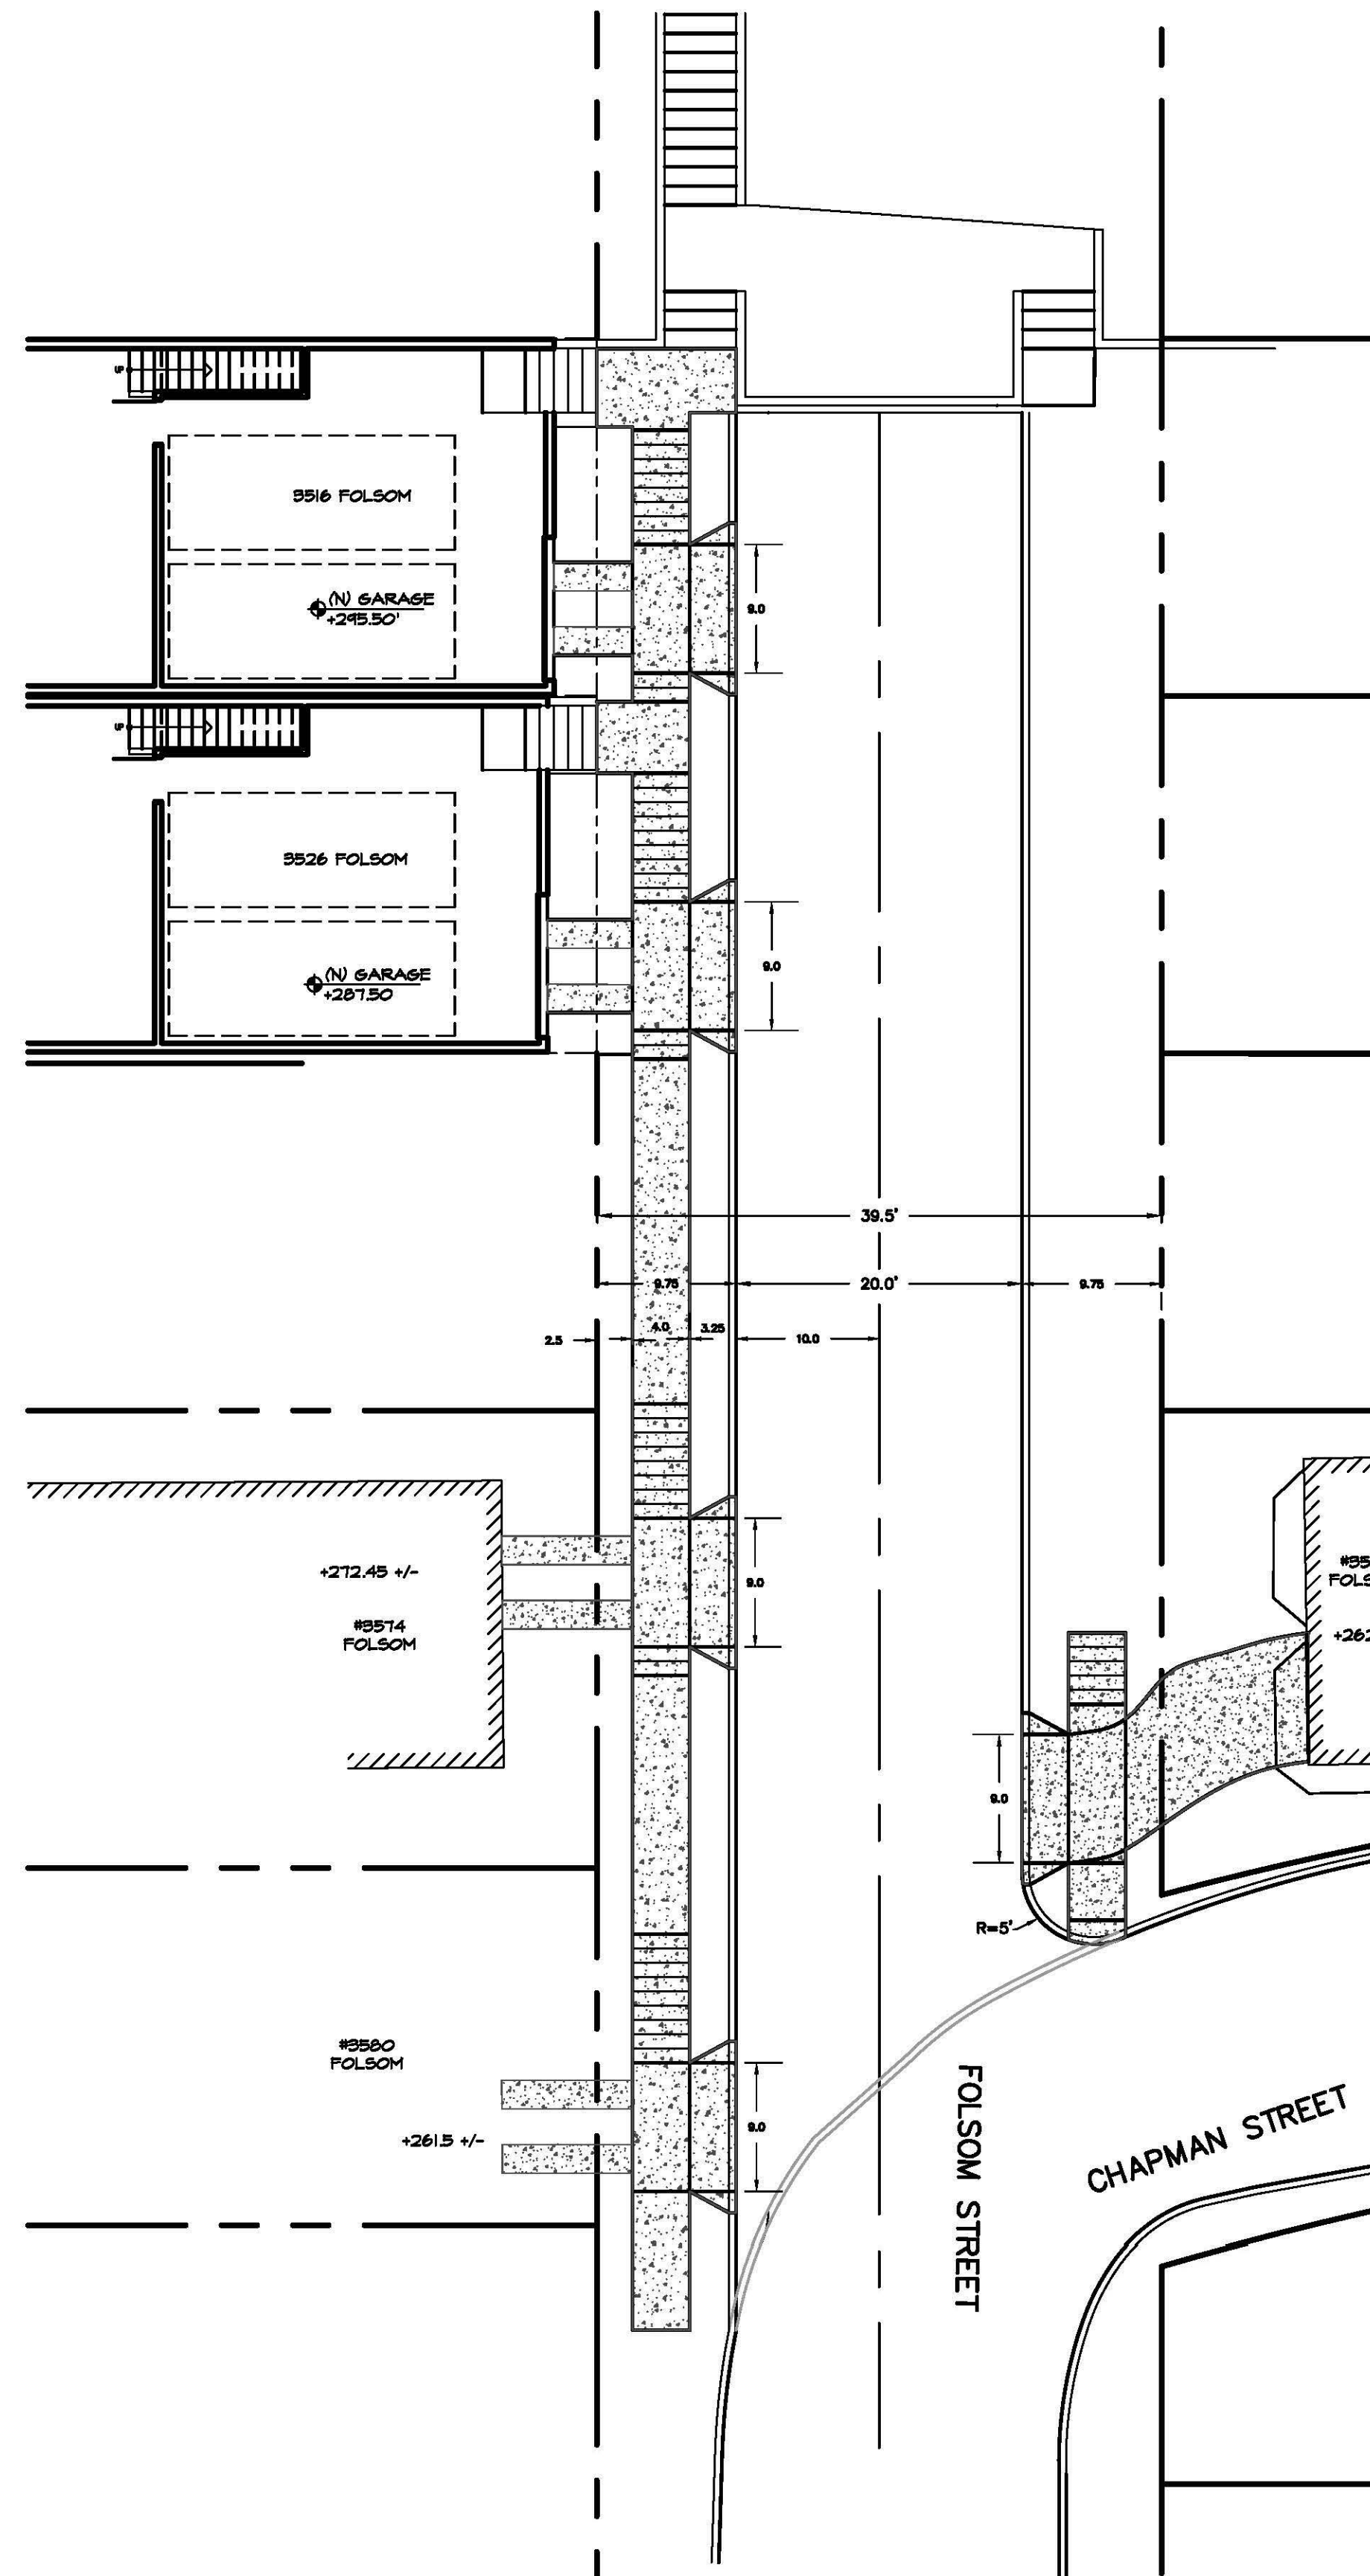 UP
3516 FOLSOM
(N) GARAGE
+295.50'
9.0
UP
3526 FOLSOM
(N) GARAGE
+287.50
9.0
39.5'
9.75
20.0'
9.75
2.5
4.0
3.25
10.0
+272.45 +/-
#3574
FOLSOM
9.0
9.0
R=5'
#3580
FOLSOM
+261.5 +/-
9.0
FOLSOM STREET
CHAPMAN STREET